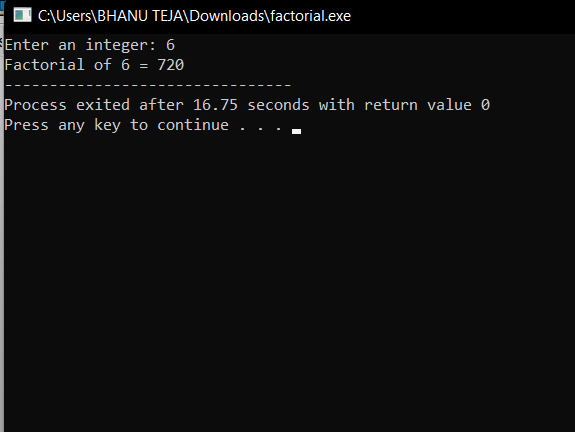 C:\Users\BHANU TEJA\Downloads\factorial.exe
Enter an integer: 6
Factorial of 6 = 720
--------------------------------
Process exited after 16.75 seconds with return value 0
Press any key to continue . . .